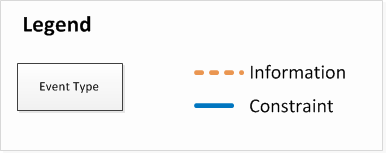 Legend
Event Type
Information
Constraint